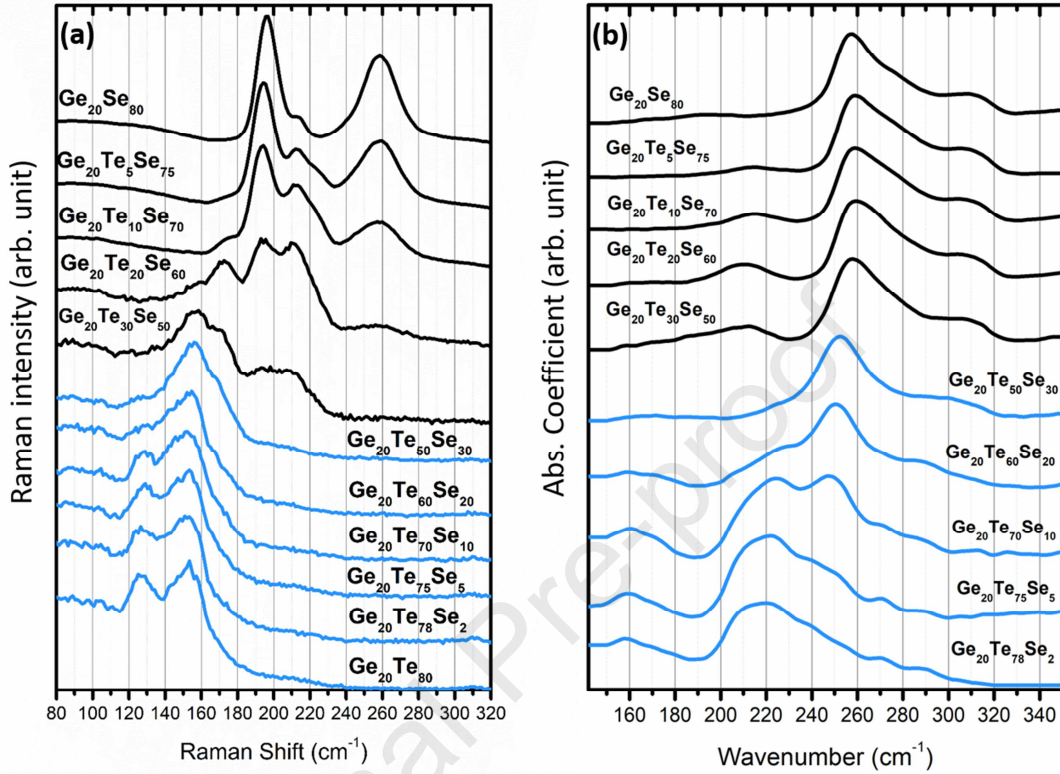 (a)
Ge20Se80
Ge20Te5Se75
Ge20Te10Se70
Ge20Te20Se60
Ge20Te30Se50
Ge20Te50Se30
Ge20Te60Se20
Ge20Te70Se10
Ge20Te75Se5
Ge20Te78Se2
Ge20Te80
Raman intensity (arb. unit)
80 100 120 140 160 180 200 220 240 260 280 300 320
Raman Shift (cm-1)
(b)
Ge20Se80
Ge20Te5Se75
Ge20Te10Se70
Ge20Te20Se60
Ge20Te30Se50
Ge20Te50Se30
Ge20Te60Se20
Ge20Te70Se10
Ge20Te75Se5
Ge20Te78Se2
Abs. Coefficient (arb. unit)
160 180 200 220 240 260 280 300 320 340
Wavenumber (cm-1)
al Pre-proof